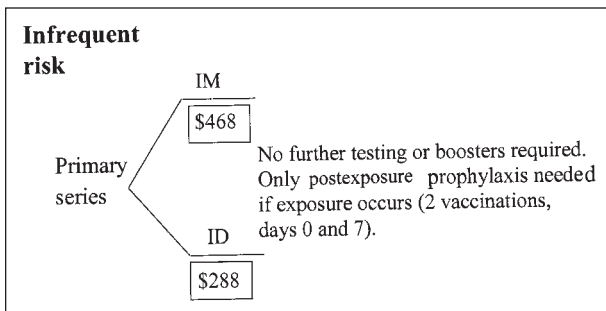 Infrequent
risk
IM
$468
Primary
series
No further testing or boosters required.
Only postexposure prophylaxis needed
if exposure occurs (2 vaccinations,
days 0 and 7).
ID
$288